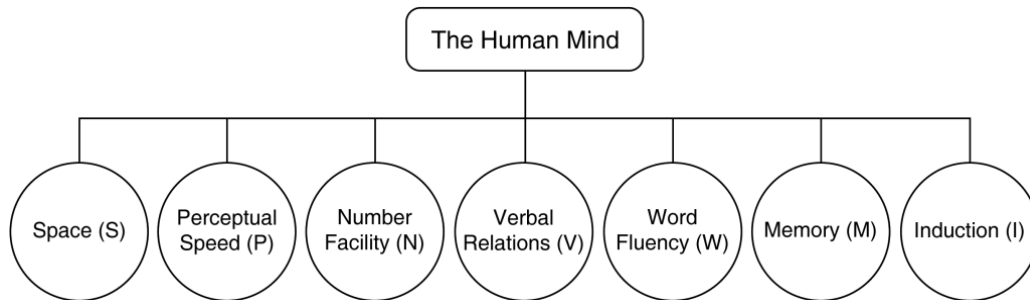 The Human Mind
Space (S)
Perceptual
Speed (P)
Number
Facility (N)
Verbal
Relations (V)
Word
Fluency (W)
Memory (M)
Induction (I)